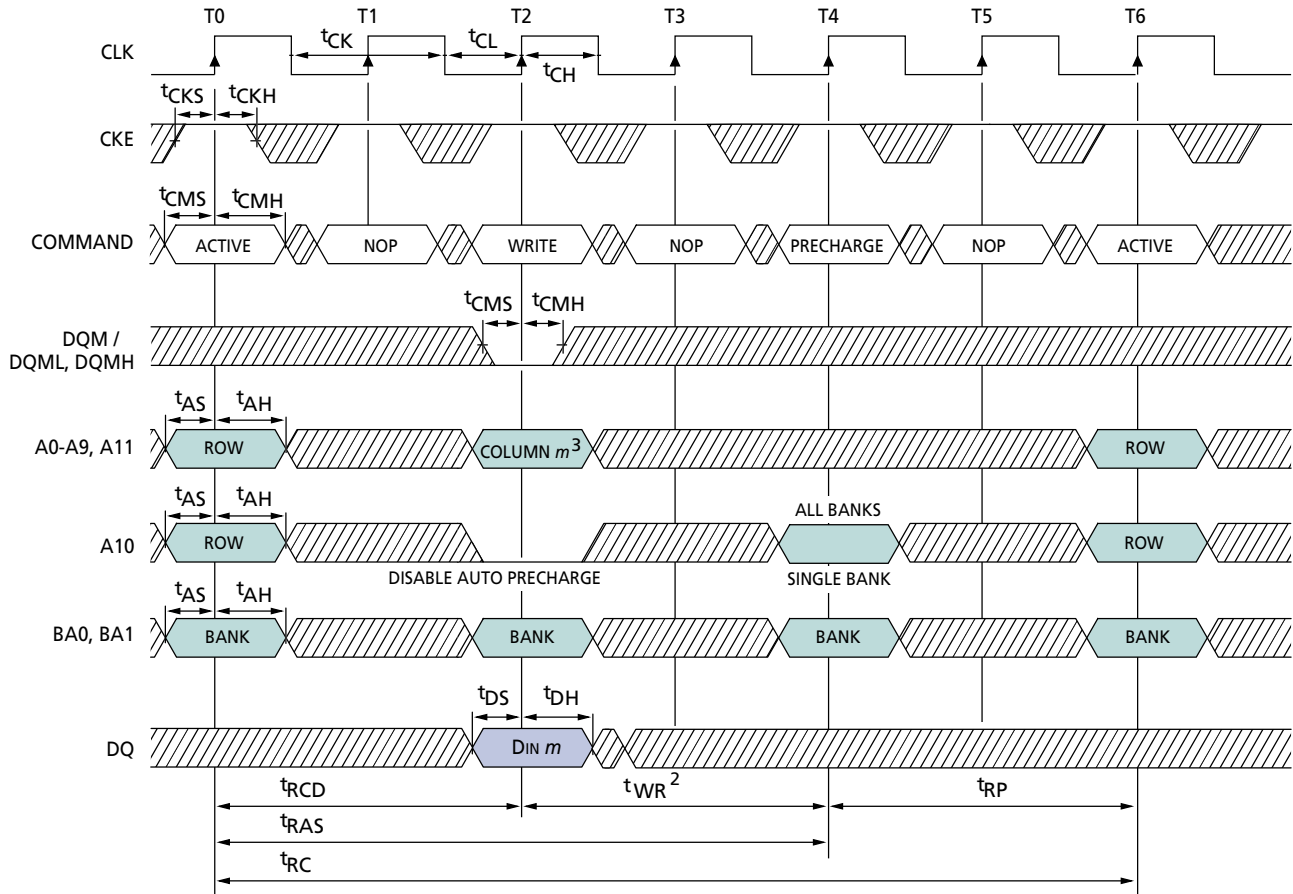 T0 T1 T2 T3 T4 T5 T6
CLK
tCK tCL
tCH
tCKS tCKH
CKE
tCMS tCMH
COMMAND ACTIVE NOP WRITE NOP PRECHARGE NOP ACTIVE
tCMS tCMH
DQM /
DQML, DQMH
tAS tAH
A0-A9, A11 ROW COLUMN m3 ROW
tAS tAH ALL BANKS
A10 ROW ROW
DISABLE AUTO PRECHARGE SINGLE BANK
tAS tAH
BA0, BA1 BANK BANK BANK BANK
tDS tDH
DQ DIN m
tRCD tWR2 tRP
tRAS
tRC